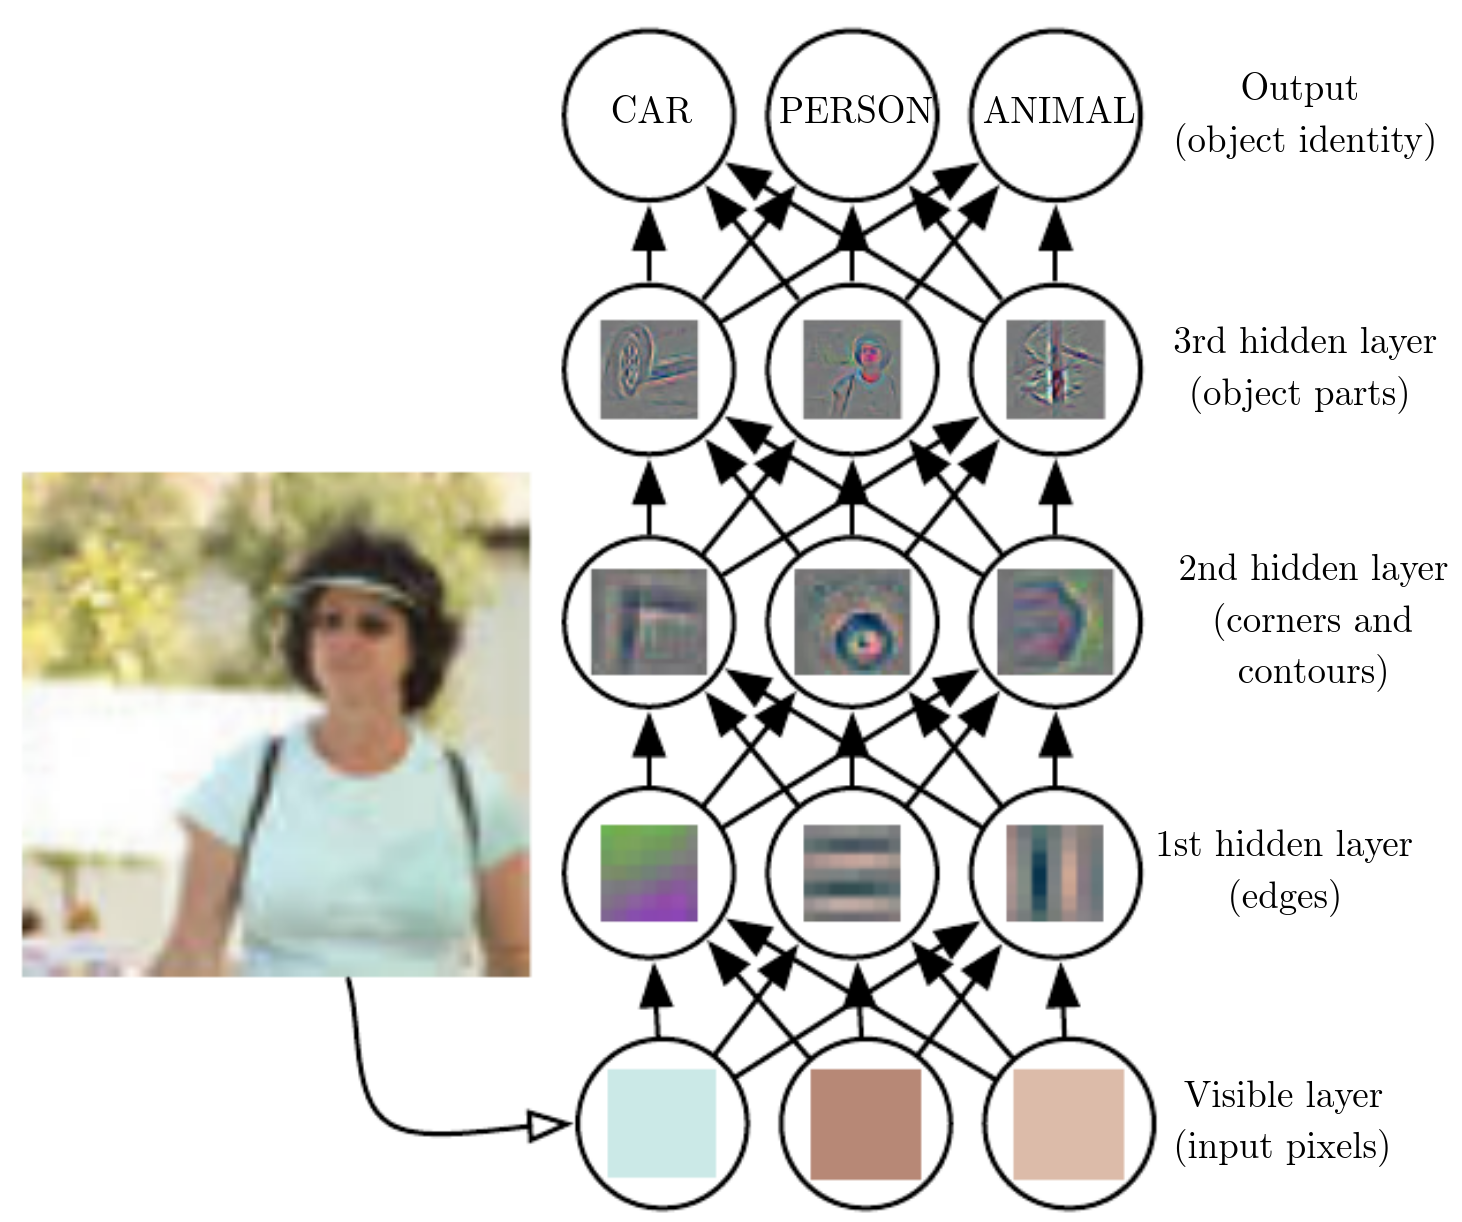 CAR
PERSON
ANIMAL
Output
(object identity)
3rd hidden layer
(object parts)
2nd hidden layer
(corners and
contours)
1st hidden layer
(edges)
Visible layer
(input pixels)